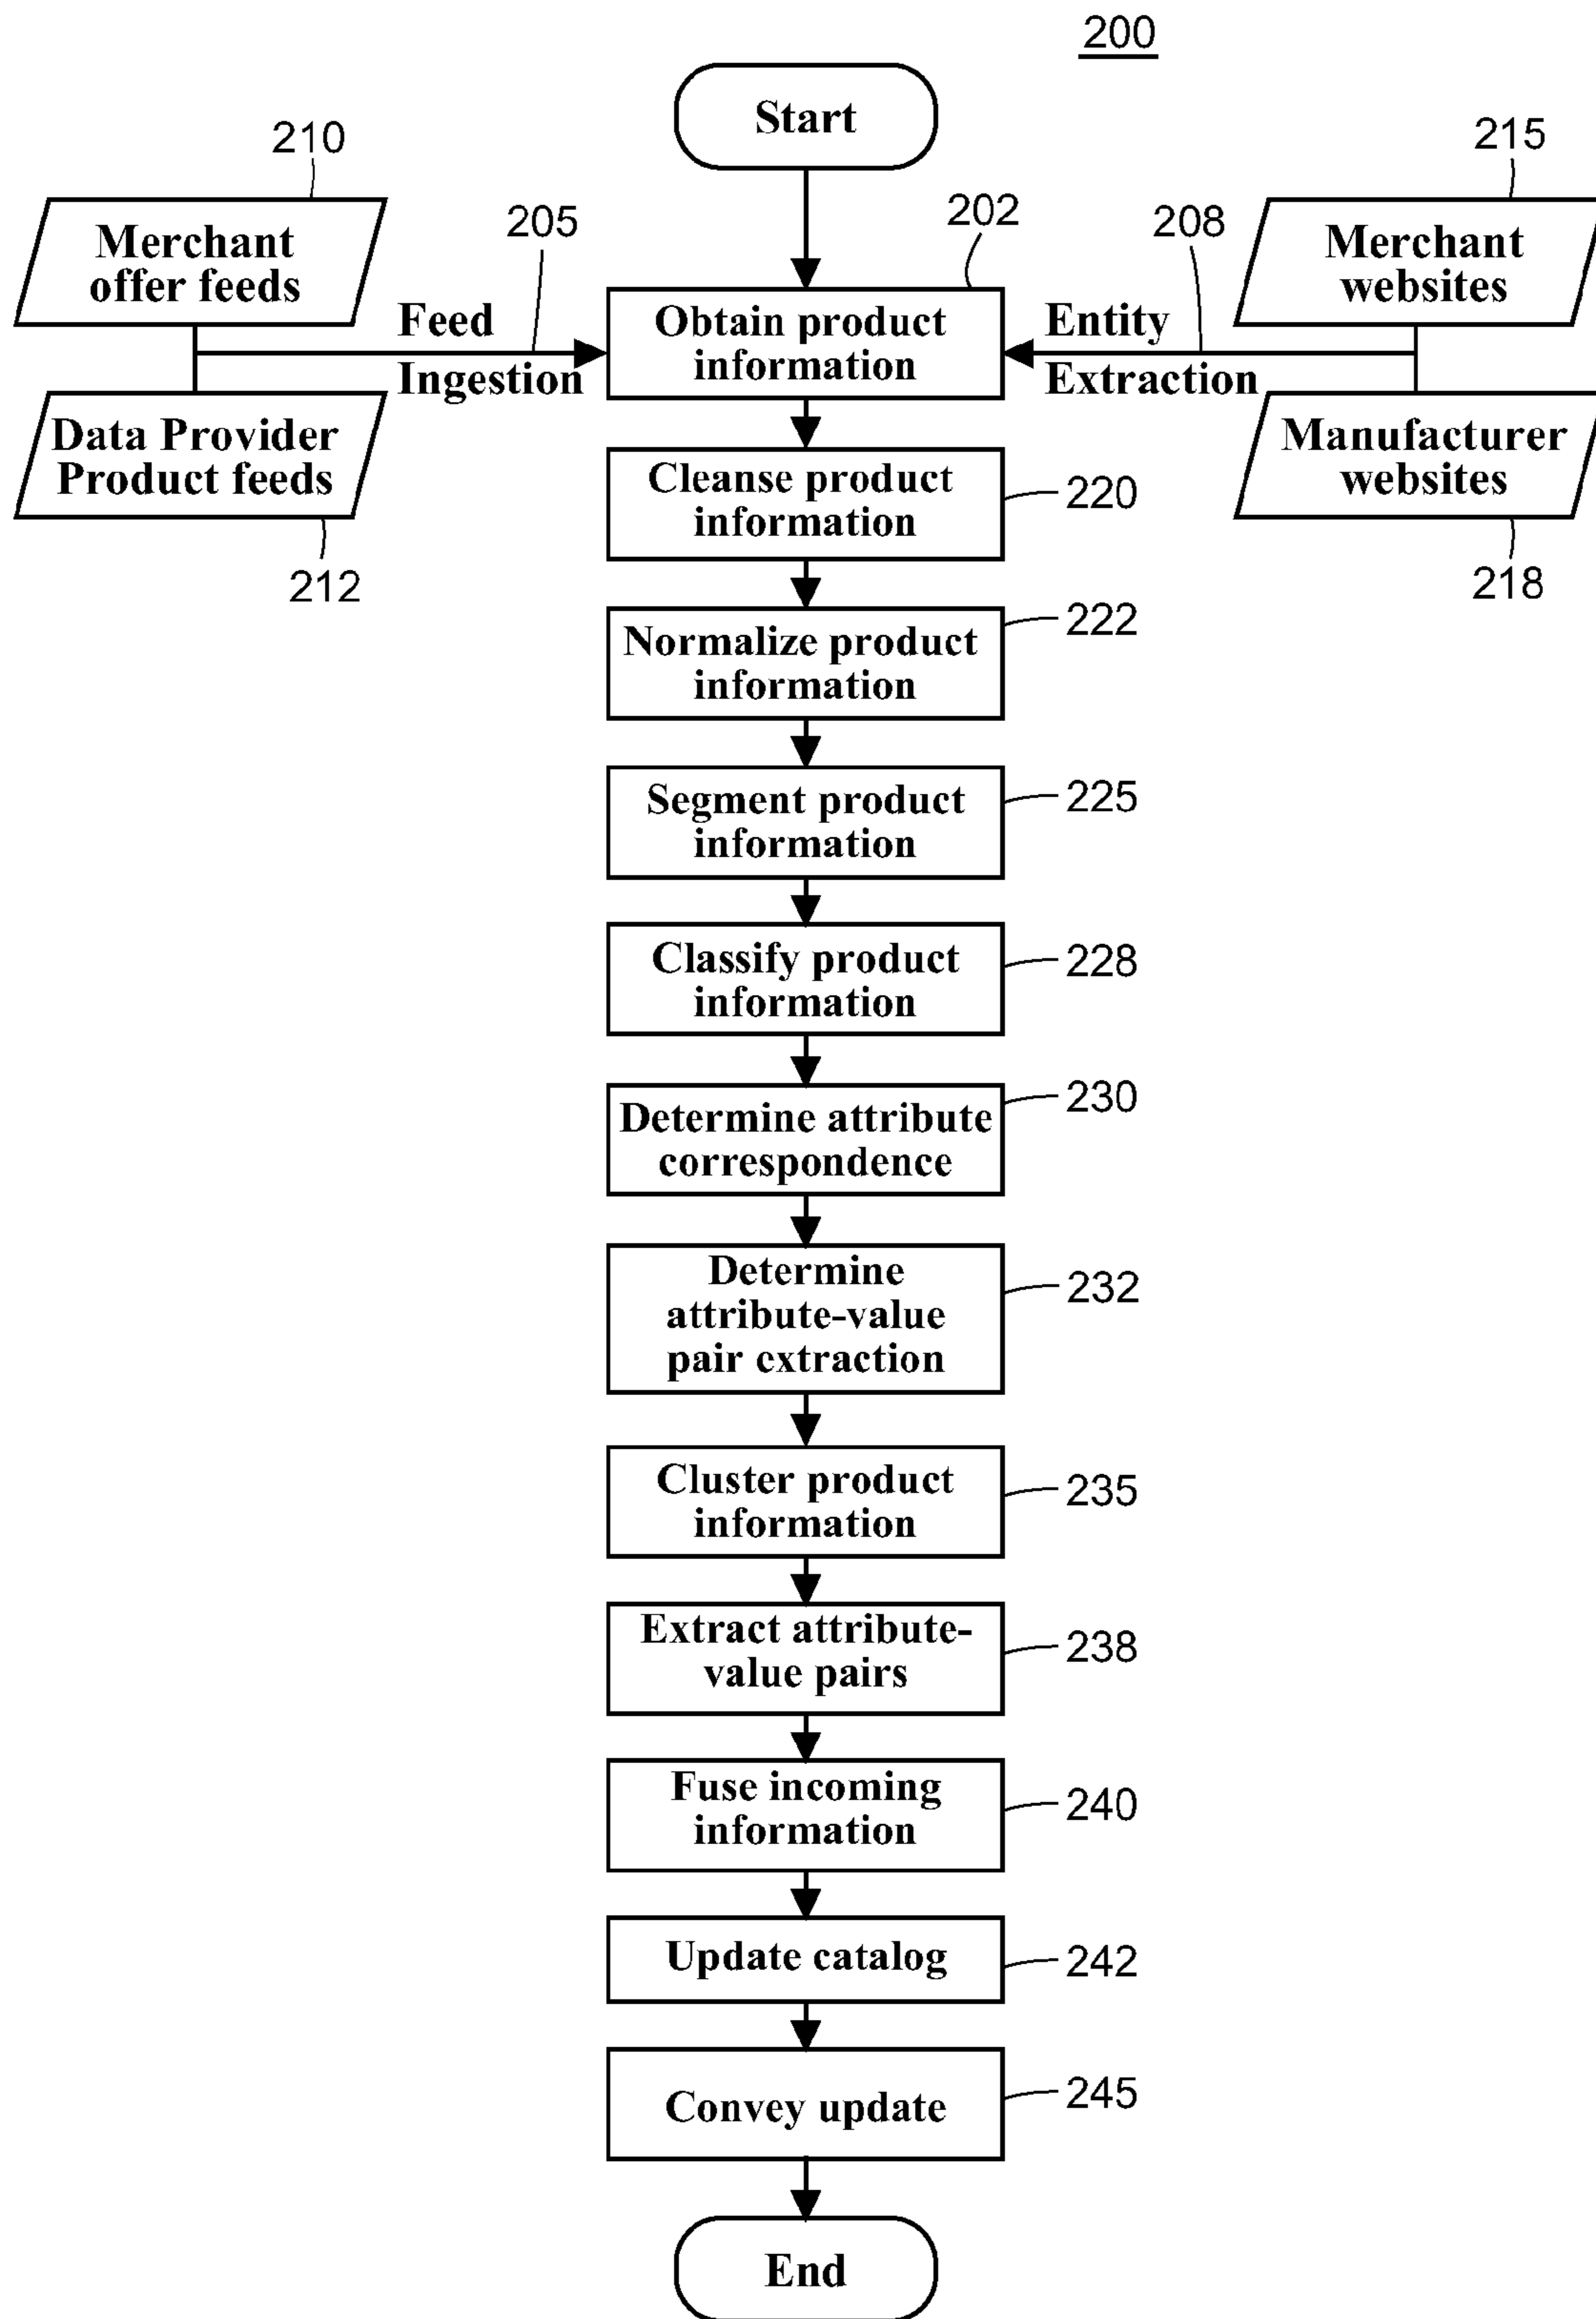 200
Start
210
215
205
202
208
Merchant
offer feeds
Merchant
websites
Feed
Ingestion
Obtain product
information
Entity
Extraction
Data Provider
Product feeds
Manufacturer
websites
212
218
Cleanse product
information
220
Normalize product
information
222
Segment product
information
225
Classify product
information
228
Determine attribute
correspondence
230
Determine
attribute-value
pair extraction
232
Cluster product
information
235
Extract attribute-
value pairs
238
Fuse incoming
information
240
Update catalog
242
Convey update
245
End